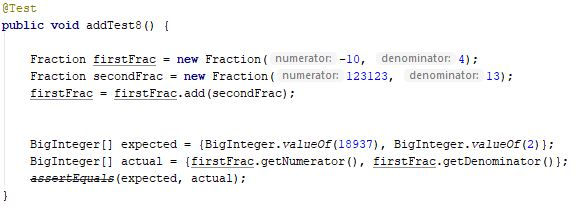 @Test
public void addTest8() {
Fraction firstFrac = new Fraction( numerator: -10, denominator: 4);
Fraction secondFrac = new Fraction( numerator: 123123, denominator: 13);
firstFrac = firstFrac.add(secondFrac);
BigInteger[] expected = {BigInteger.valueOf(18937), BigInteger.valueOf(2)};
BigInteger[] actual = {firstFrac.getNumerator(), firstFrac.getDenominator()};
assertEquals(expected, actual);
}